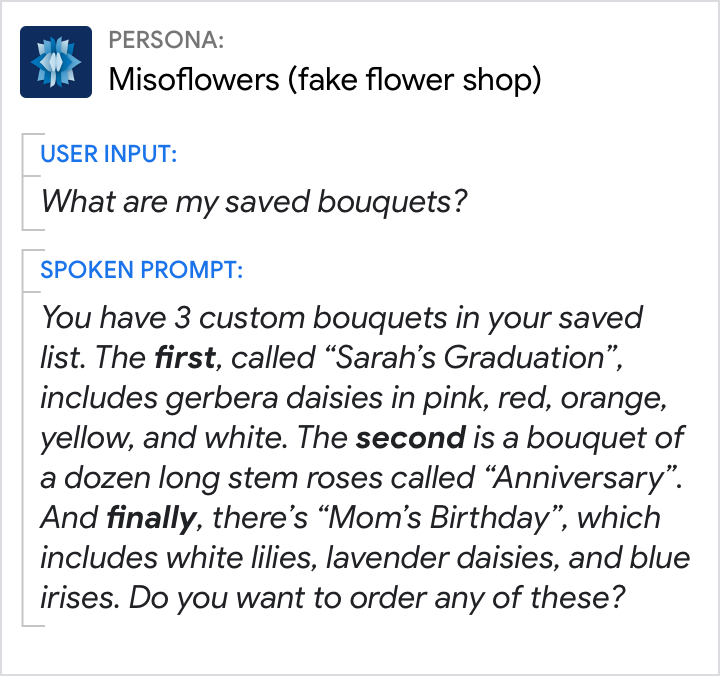 PERSONA:
Misoflowers (fake flower shop)
USER INPUT:
What are my saved bouquets?
SPOKEN PROMPT:
You have 3 custom bouquets in your saved
list. The first, called “Sarah’s Graduation”,
includes gerbera daisies in pink, red, orange,
yellow, and white. The second is a bouquet of
a dozen long stem roses called “Anniversary”.
And finally, there’s “Mom’s Birthday”, which
includes white lilies, lavender daisies, and blue
irises. Do you want to order any of these?